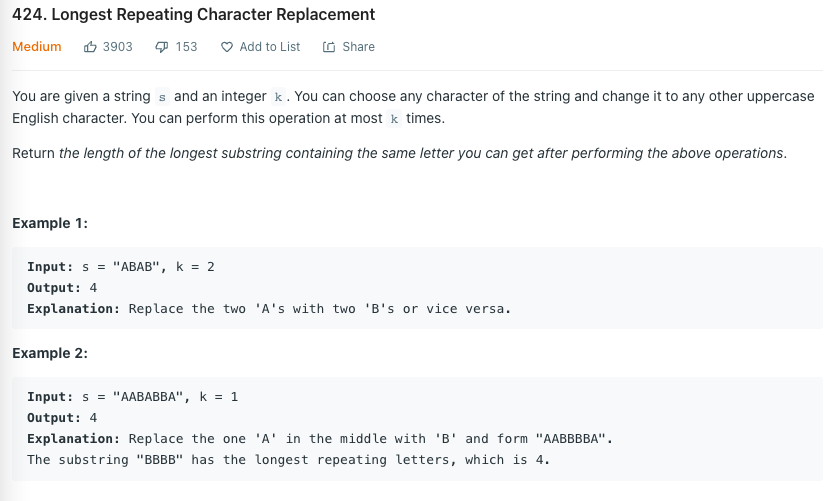 424. Longest Repeating Character Replacement
Medium 3903 153 Add to List Share
You are given a string s and an integer k. You can choose any character of the string and change it to any other uppercase
English character. You can perform this operation at most k times.
Return the length of the longest substring containing the same letter you can get after performing the above operations.
Example 1:
Input: s = "ABAB", k = 2
Output: 4
Explanation: Replace the two 'A's with two 'B's or vice versa.
Example 2:
Input: s = "AABABBA", k = 1
Output: 4
Explanation: Replace the one 'A' in the middle with 'B' and form "AABBBBA".
The substring "BBBB" has the longest repeating letters, which is 4.